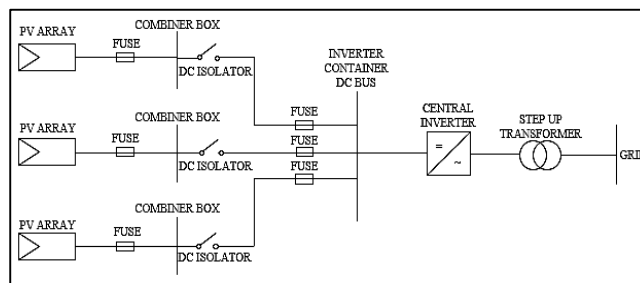 COMBINER BOX
PV ARRAY
FUSE
DC ISOLATOR
INVERTER
CONTAINER
DC BUS
FUSE
CENTRAL
INVERTER
STEP UP
TRANSFORMER
PV ARRAY
COMBINER BOX
FUSE
DC ISOLATOR
FUSE
=
~
GRID
FUSE
PV ARRAY
COMBINER BOX
FUSE
DC ISOLATOR